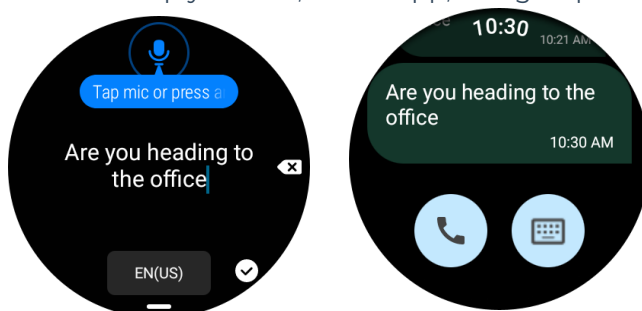 Tap mic or press a
Are you heading to
the office
EN(US)
10:30
10:21 AM
Are you heading to the
office
10:30 AM